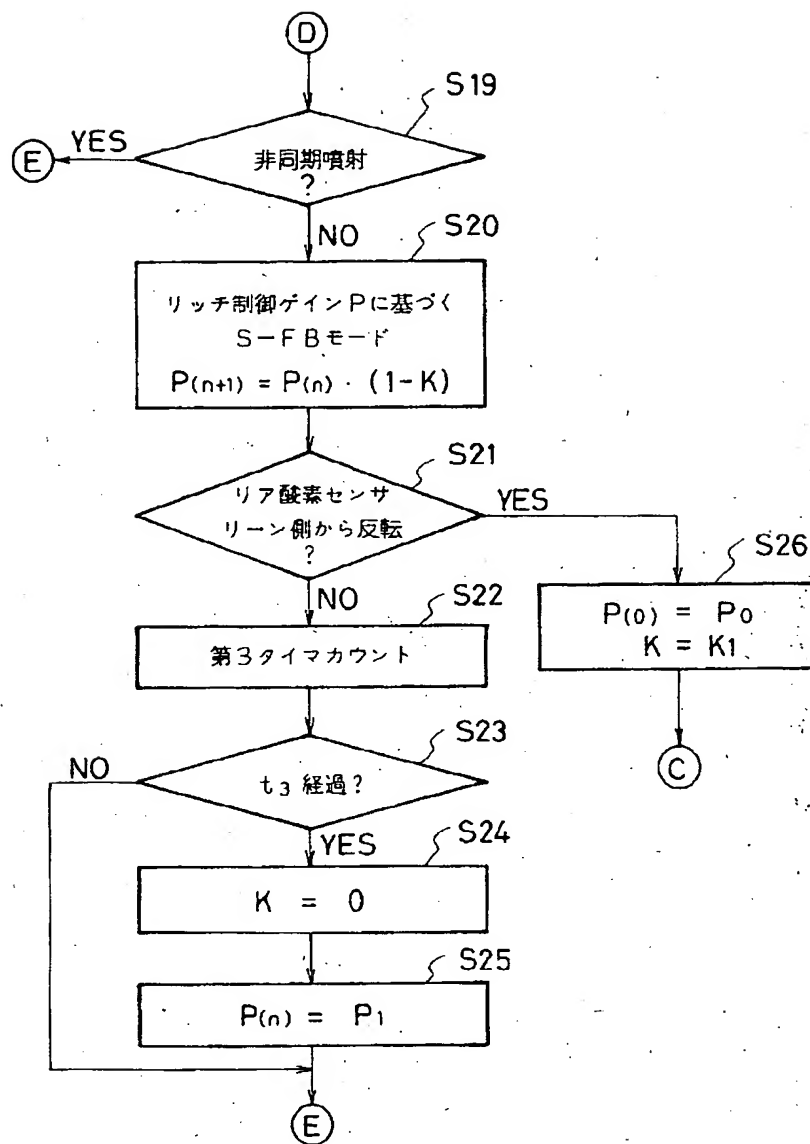 D
S19
YES
E
非同期噴射
?
NO
S20
リッチ制御ゲインPに基づく
S-FBモード
P(n+1) = P(n) · (1-K)
S21
リア酸素センサ
リーン側から反転
?
YES
NO
S26
P(0) = P0
K = K1
C
S22
第3タイマカウント
S23
NO
t3 経過?
YES
S24
K = 0
S25
P(n) = P1
E